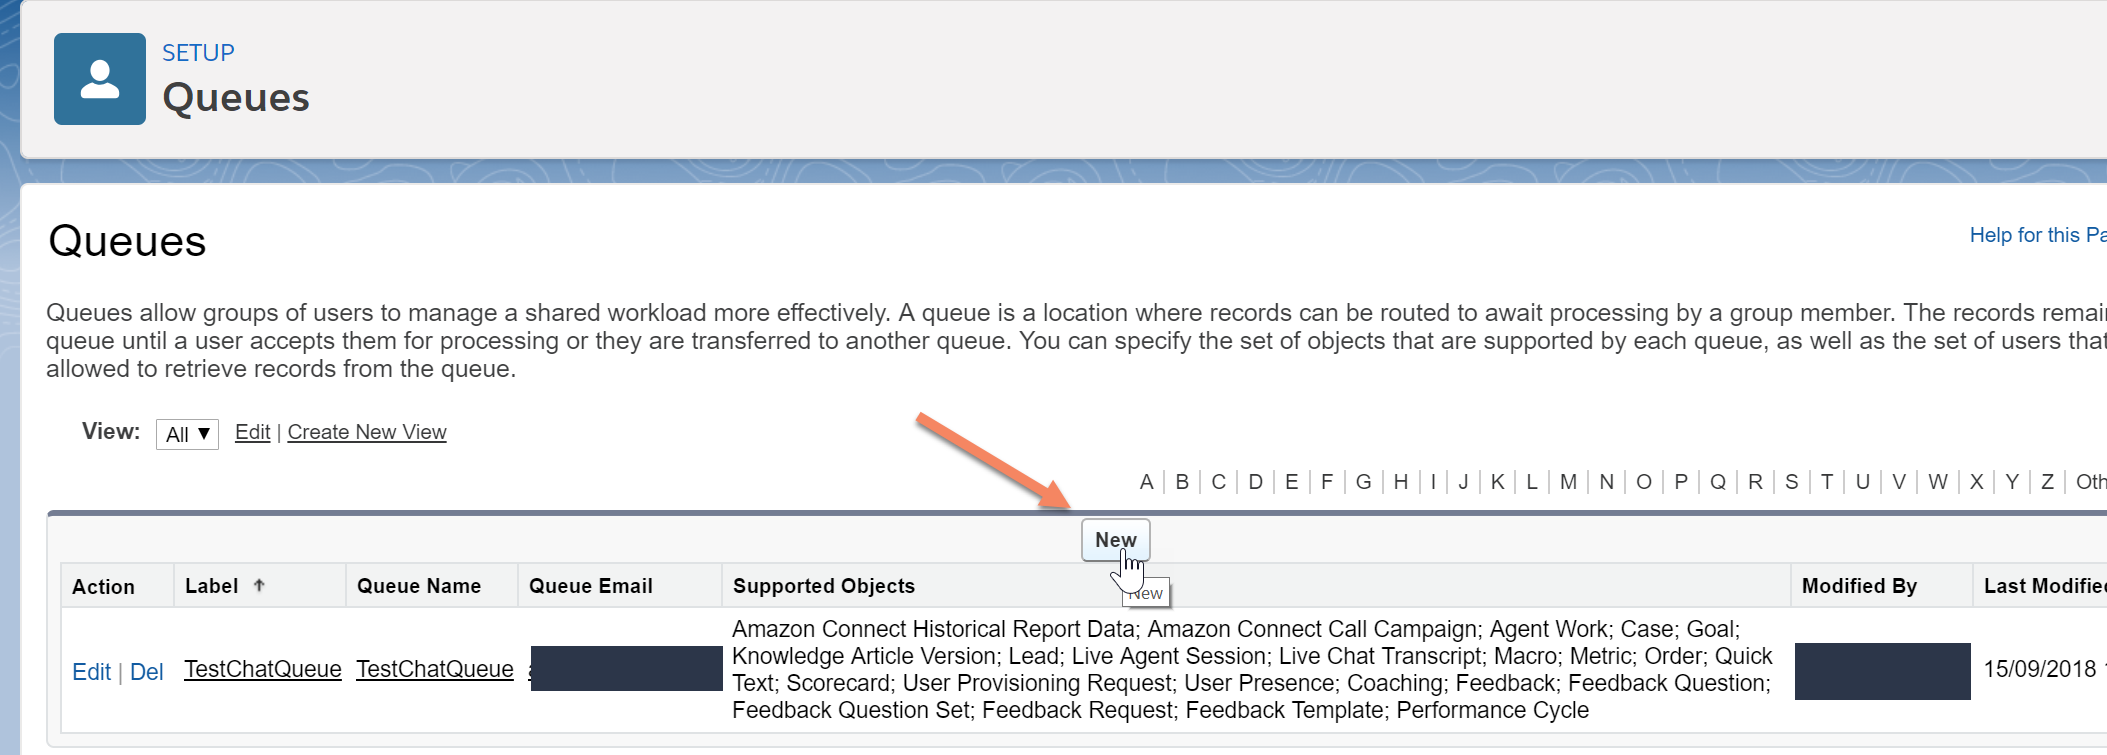 SETUP
Queues
Queues
Help for this Pa
Queues allow groups of users to manage a shared workload more effectively. A queue is a location where records can be routed to await processing by a group member. The records remain
queue until a user accepts them for processing or they are transferred to another queue. You can specify the set of objects that are supported by each queue, as well as the set of users that
allowed to retrieve records from the queue.
View: All ▼ Edit | Create New View
A | B | C | D | E | F | G | H | I | J | K | L | M | N | O | P | Q | R | S | T | U | V | W | X | Y | Z | Oth
New
Action Label ↑ Queue Name Queue Email Supported Objects Modified By Last Modified
New
Edit | Del TestChatQueue TestChatQueue
Amazon Connect Historical Report Data; Amazon Connect Call Campaign; Agent Work; Case; Goal;
Knowledge Article Version; Lead; Live Agent Session; Live Chat Transcript; Macro; Metric; Order; Quick
Text; Scorecard; User Provisioning Request; User Presence; Coaching; Feedback; Feedback Question;
Feedback Question Set; Feedback Request; Feedback Template; Performance Cycle
15/09/2018